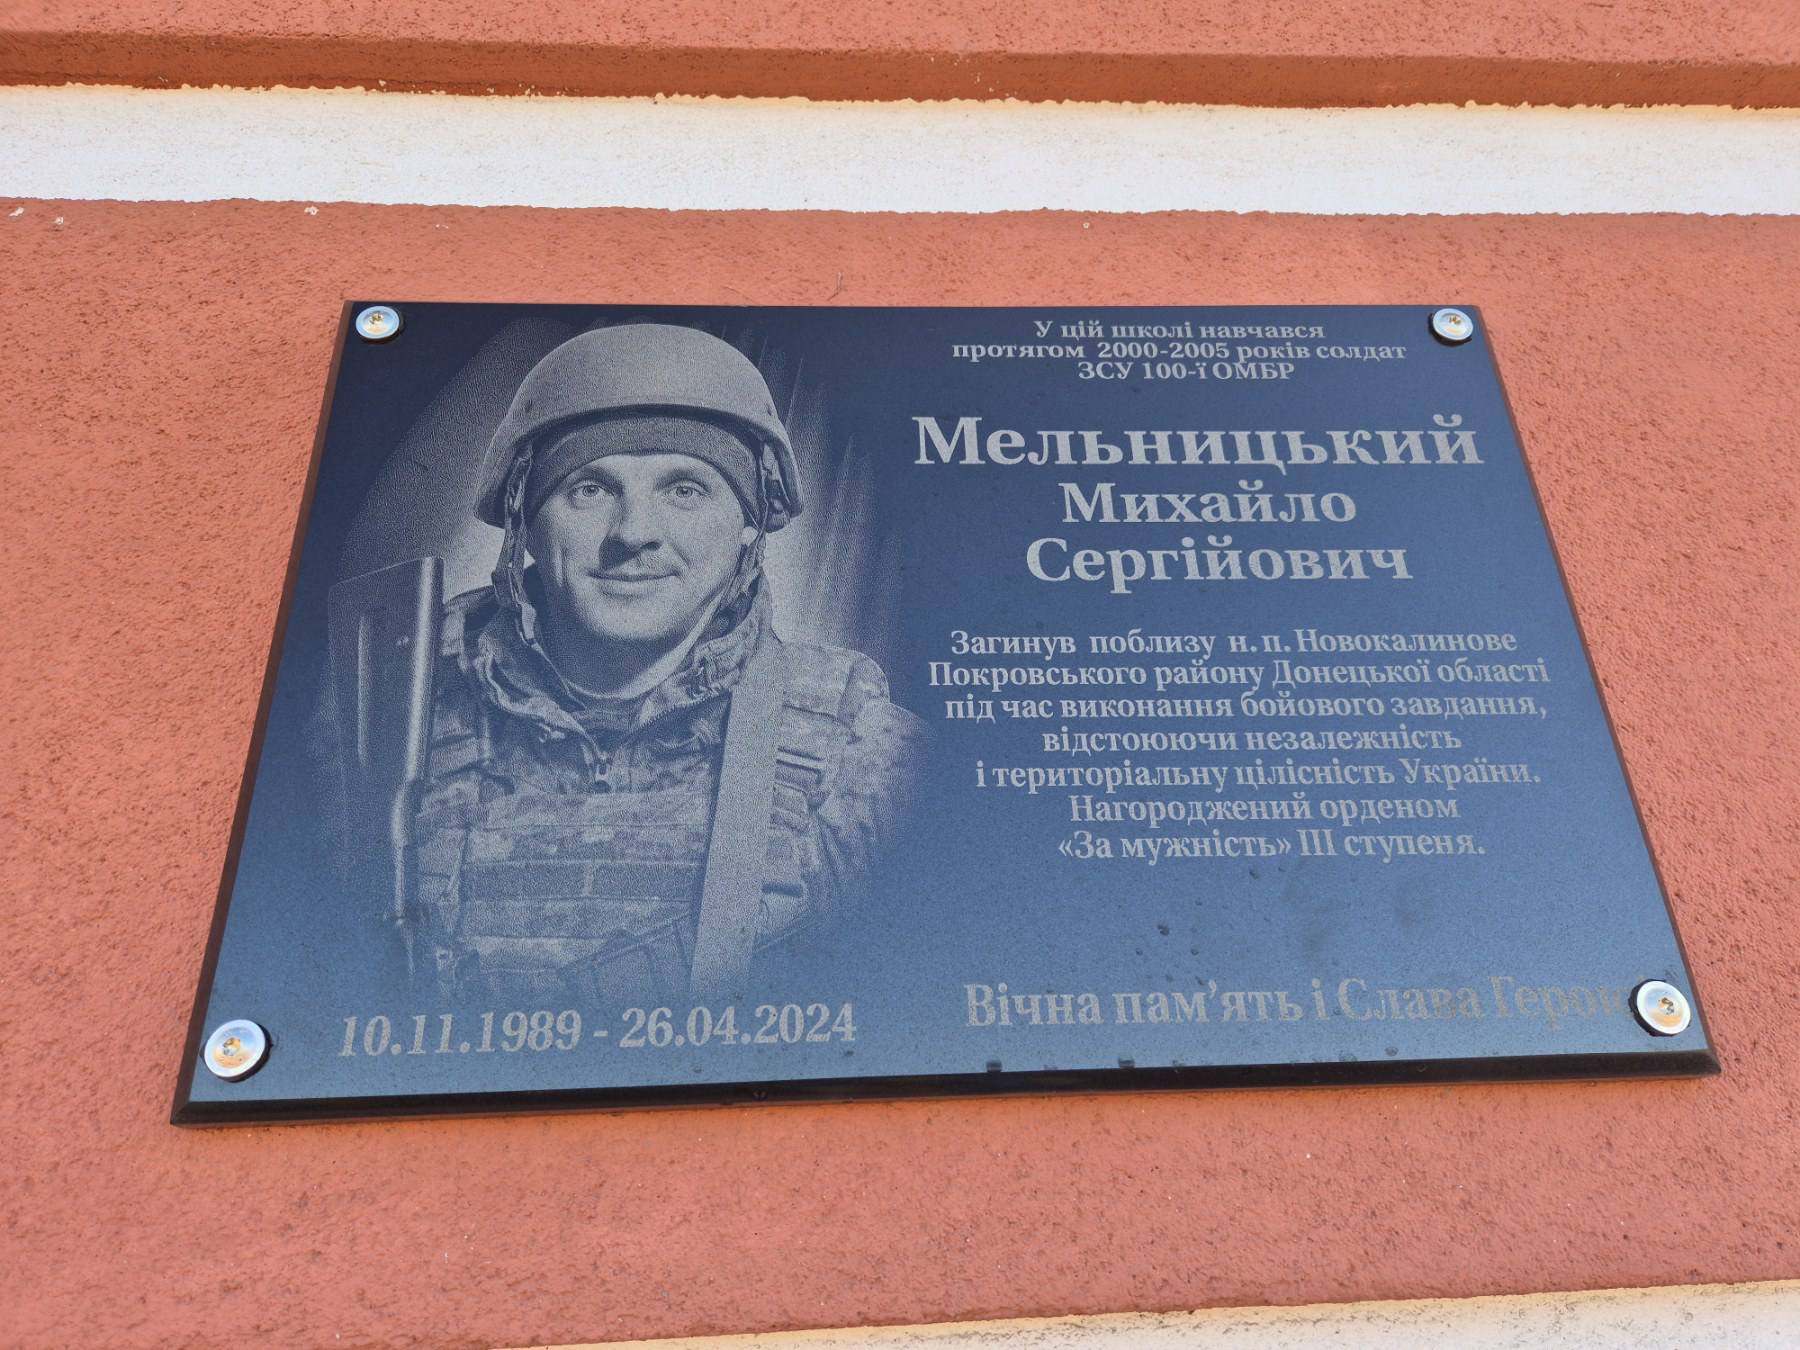 У цій школі навчався
протягом 2000-2005 років солдат
ЗСУ 100-ї ОМБР
Мельницький
Михайло
Сергійович
Загинув поблизу н. п. Новокалинове
Покровського району Донецької області
під час виконання бойового завдання,
відстоюючи незалежність
і територіальну цілісність України.
Нагороджений орденом
«За мужність» ІІІ ступеня.
10.11.1989 - 26.04.2024
Вічна пам'ять і Слава